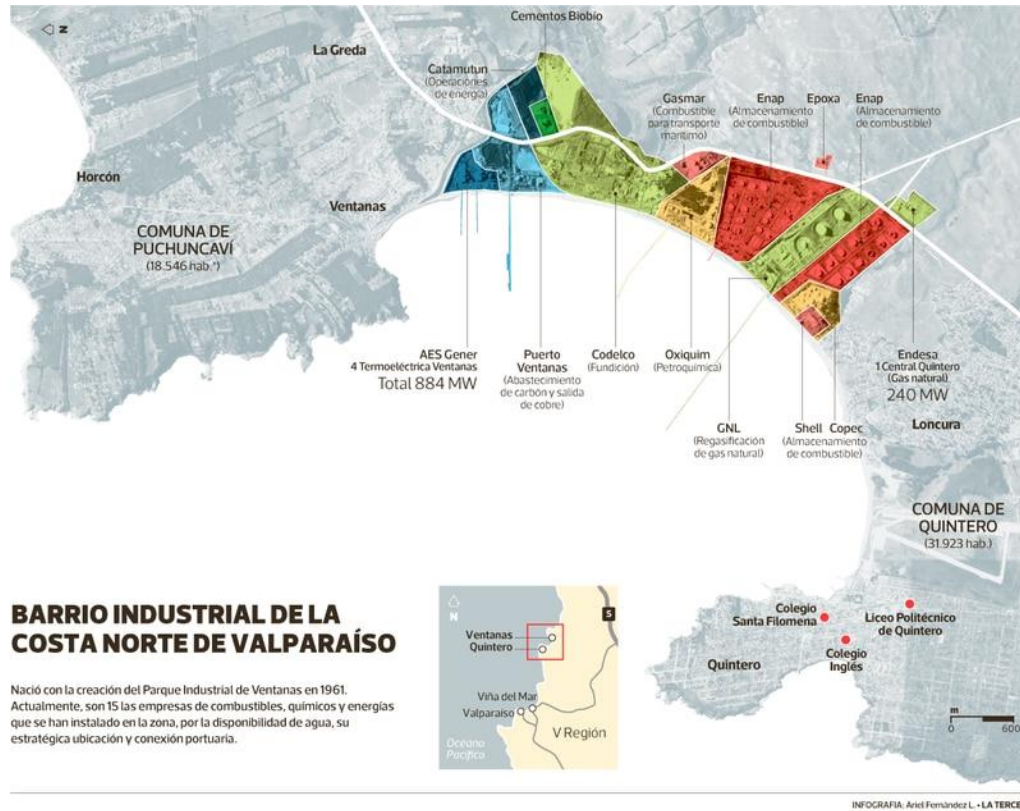 N
Cementos Biobío
La Greda
Catamutun
(Operaciones
de energía)
Gasmar
(Combustible
para transporte
marítimo)
Enap
(Almacenamiento
de combustible)
Epoxa
Enap
(Almacenamiento
de combustible)
Horcón
Ventanas
COMUNA DE
PUCHUNCAVÍ
(18.546 hab.*)
AES Gener
4 Termoeléctrica Ventanas
Total 884 MW
Puerto
Ventanas
(Abastecimiento
de carbón y salida
de cobre)
Codelco
(Fundición)
Oxiquim
(Petroquímica)
GNL
(Regasificación
de gas natural)
Shell Copec
(Almacenamiento
de combustible)
Endesa
1 Central Quintero
(Gas natural)
240 MW
Loncura
COMUNA DE
QUINTERO
(31.923 hab.)
BARRIO INDUSTRIAL DE LA
COSTA NORTE DE VALPARAÍSO
Nació con la creación del Parque Industrial de Ventanas en 1961.
Actualmente, son 15 las empresas de combustibles, químicos y energías
que se han instalado en la zona, por la disponibilidad de agua, su
estratégica ubicación y conexión portuaria.
N
5
Ventanas
Quintero
Viña del Mar
Valparaíso
V Región
Océano
Pacífico
Colegio
Santa Filomena
Liceo Politécnico
de Quintero
Colegio
Inglés
Quintero
m
0 600
INFOGRAFIA: Ariel Fernández L. • LA TERCE